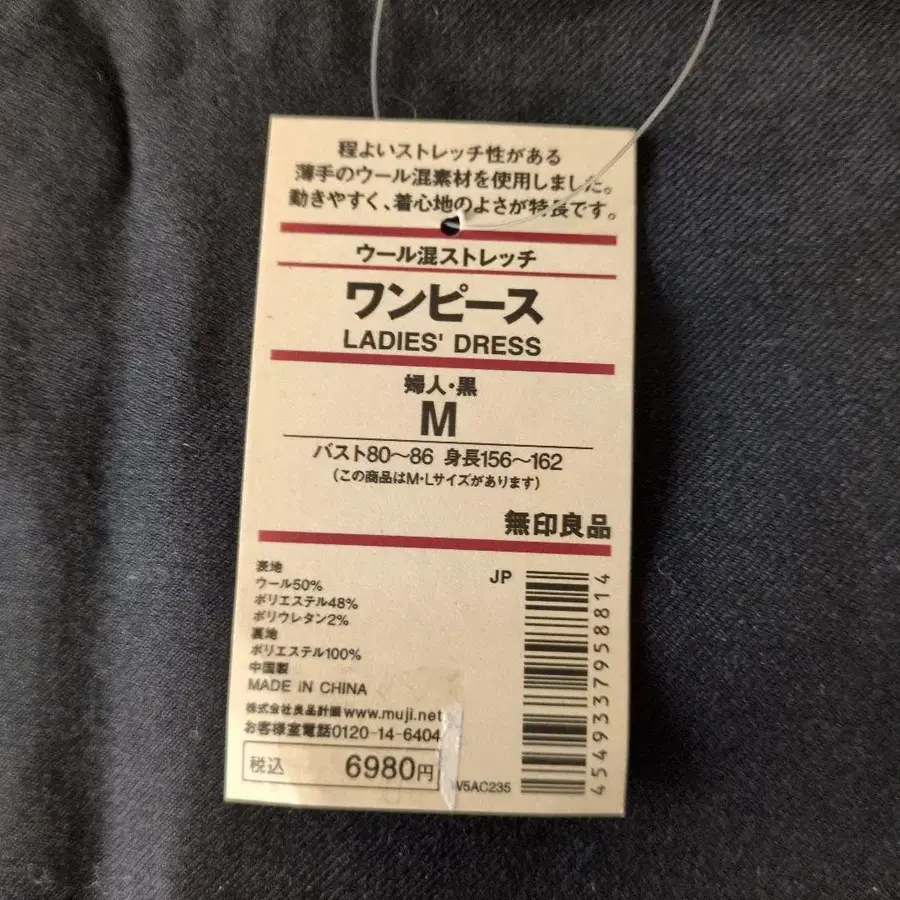 程よいストレッチ性がある
薄手のウール混素材を使用しました。
動きやすく、着心地のよさが特長です。
ウール混ストレッチ
ワンピース
LADIES' DRESS
婦人・黒
M
バスト80〜86 身長156〜162
(この商品はM・Lサイズがあります)
無印良品
表地
ウール50%
ポリエステル48%
ポリウレタン2%
裏地
ポリエステル100%
中国製
MADE IN CHINA
株式会社良品計画 www.muji.net
お客様室電話0120-14-6404
税込 6980円
JP
4549337958814
W5AC235